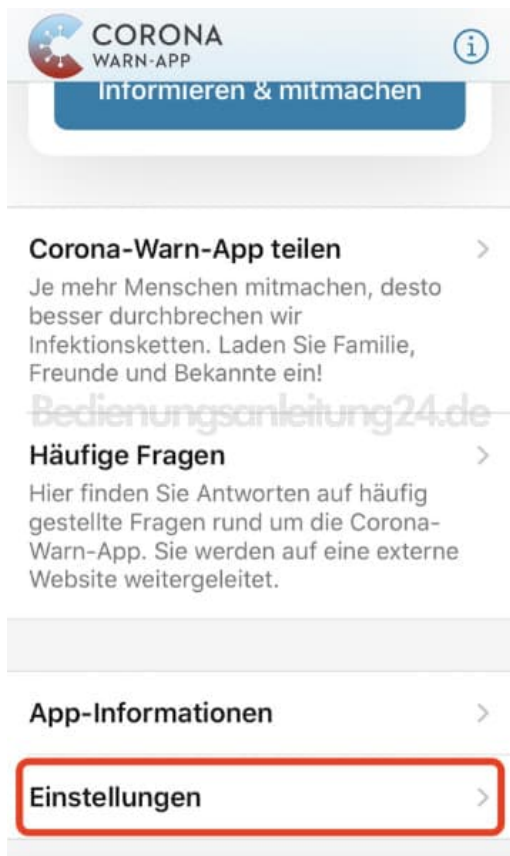 CORONA
WARN-APP
Informieren & mitmachen
Corona-Warn-App teilen
Je mehr Menschen mitmachen, desto
besser durchbrechen wir
Infektionsketten. Laden Sie Familie,
Freunde und Bekannte ein!
Bedienungsanleitung24.de
Häufige Fragen
Hier finden Sie Antworten auf häufig
gestellte Fragen rund um die Corona-
Warn-App. Sie werden auf eine externe
Website weitergeleitet.
App-Informationen
Einstellungen